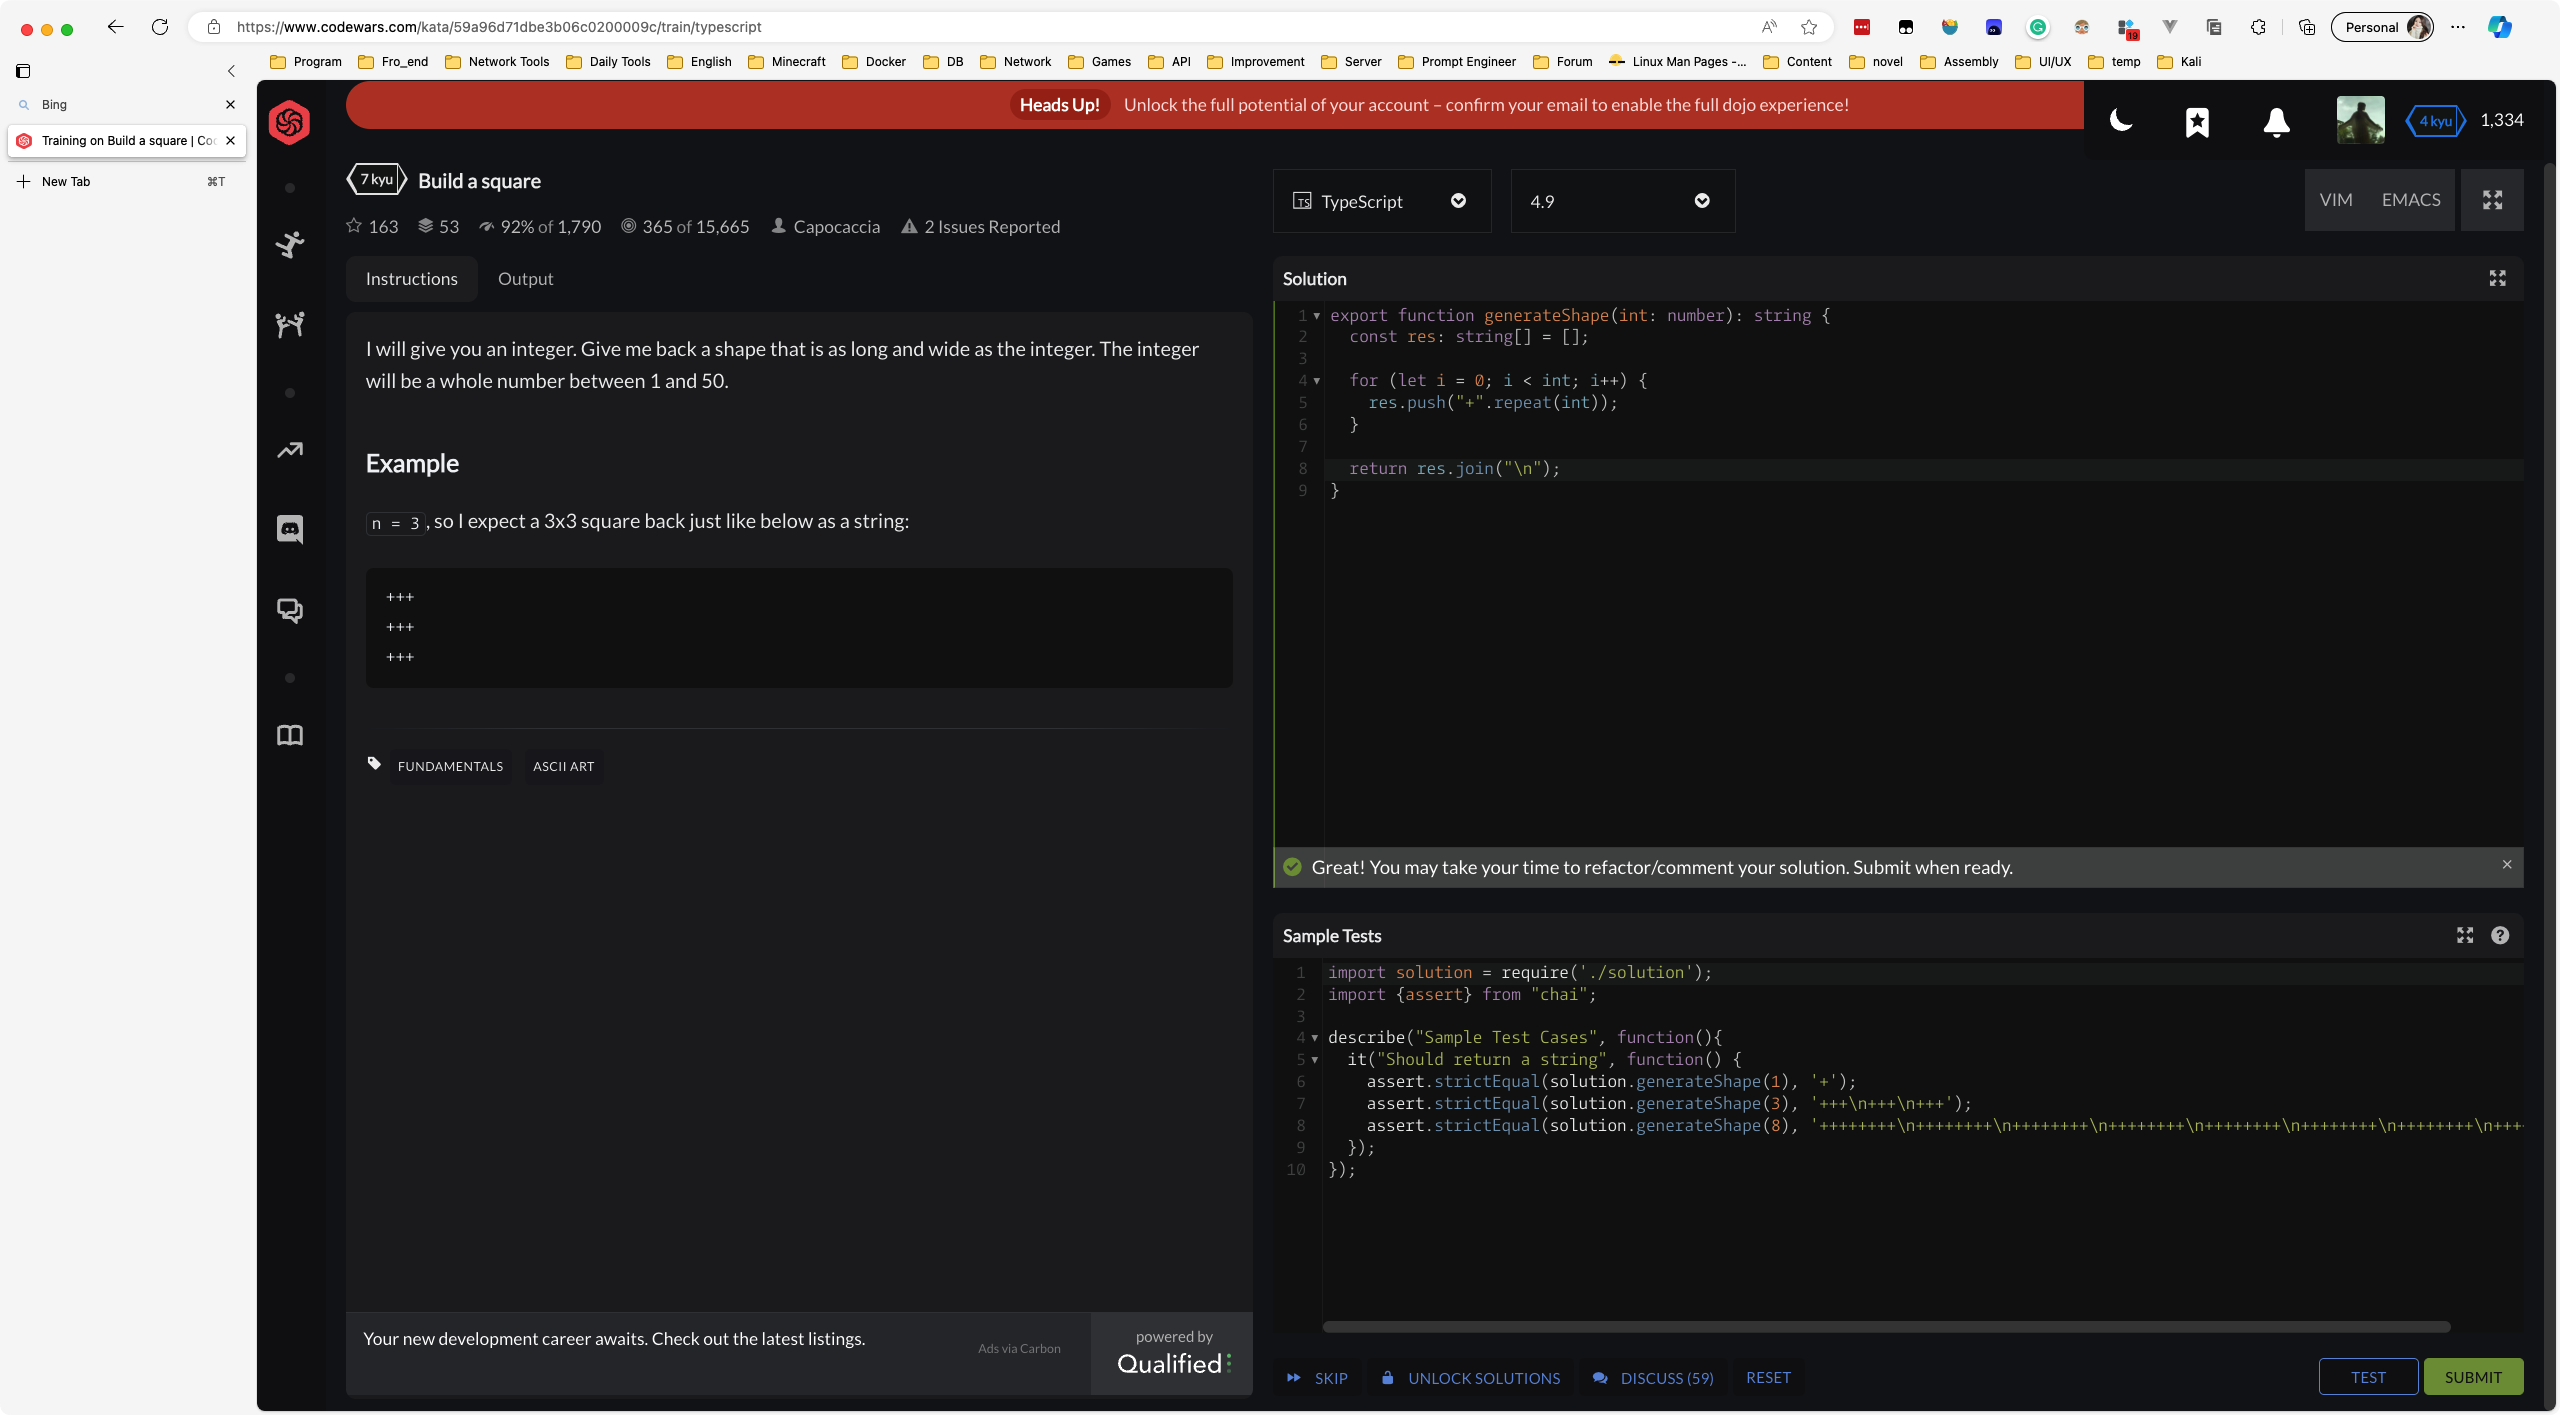 https://www.codewars.com/kata/59a96d71dbe3b06c0200009c/train/typescript
19
Personal
Program Fro_end Network Tools Daily Tools English Minecraft Docker DB Network Games API Improvement Server Prompt Engineer Forum Linux Man Pages -... Content novel Assembly UI/UX temp Kali
Bing
Training on Build a square | Co
New Tab ⌘T
Heads Up! Unlock the full potential of your account – confirm your email to enable the full dojo experience!
4 kyu 1,334
7 kyu Build a square
163 53 92% of 1,790 365 of 15,665 Capocaccia 2 Issues Reported
Instructions Output
I will give you an integer. Give me back a shape that is as long and wide as the integer. The integer
will be a whole number between 1 and 50.
Example
n = 3, so I expect a 3x3 square back just like below as a string:
+++
+++
+++
FUNDAMENTALS ASCII ART
Your new development career awaits. Check out the latest listings.
Ads via Carbon
powered by
Qualified
TS TypeScript 4.9
VIM EMACS
Solution
1 export function generateShape(int: number): string {
2   const res: string[] = [];
3
4   for (let i = 0; i < int; i++) {
5     res.push("+".repeat(int));
6   }
7
8   return res.join("\n");
9 }
Great! You may take your time to refactor/comment your solution. Submit when ready.
Sample Tests
1 import solution = require('./solution');
2 import {assert} from "chai";
3
4 describe("Sample Test Cases", function(){
5   it("Should return a string", function() {
6     assert.strictEqual(solution.generateShape(1), '+');
7     assert.strictEqual(solution.generateShape(3), '+++\n+++\n+++');
8     assert.strictEqual(solution.generateShape(8), '++++++++\n++++++++\n++++++++\n++++++++\n++++++++\n++++++++\n++++++++\n+++
9   });
10 });
SKIP UNLOCK SOLUTIONS DISCUSS (59) RESET
TEST SUBMIT